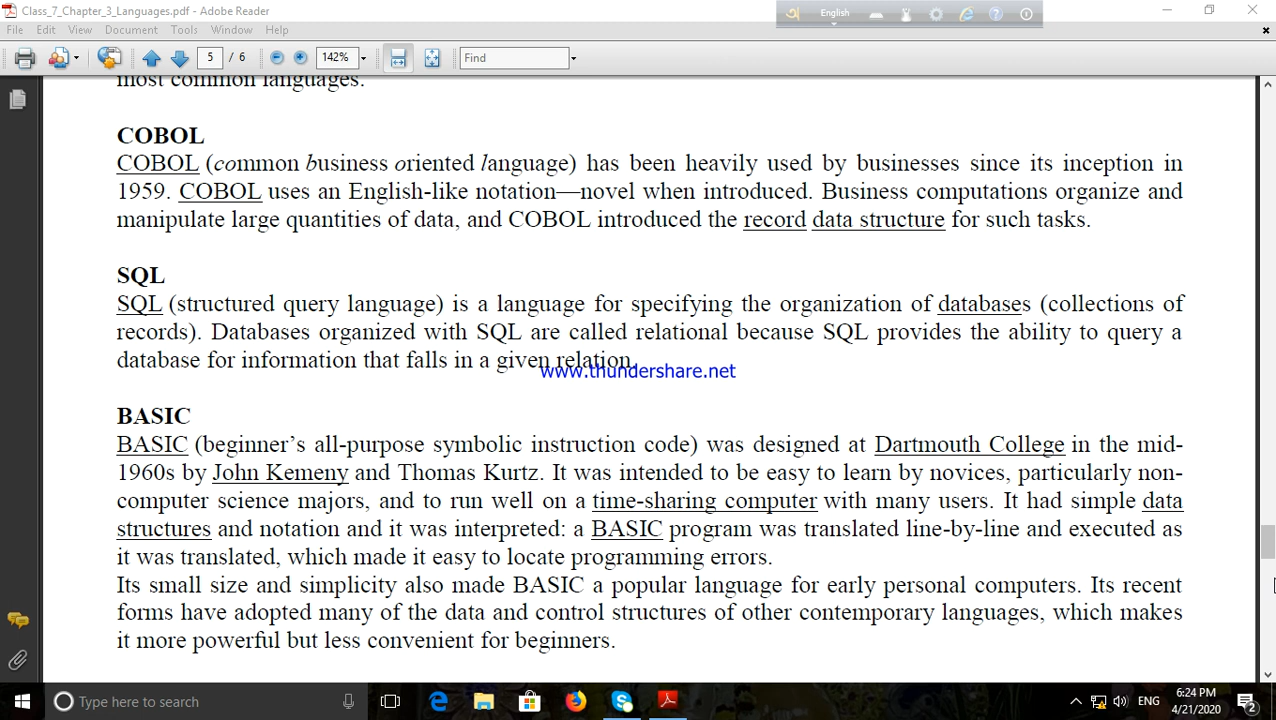 Class_7_Chapter_3_Languages.pdf - Adobe Reader
English
File Edit View Document Tools Window Help
5 / 6 142% Find
most common languages.
COBOL
COBOL (common business oriented language) has been heavily used by businesses since its inception in
1959. COBOL uses an English-like notation—novel when introduced. Business computations organize and
manipulate large quantities of data, and COBOL introduced the record data structure for such tasks.
SQL
SQL (structured query language) is a language for specifying the organization of databases (collections of
records). Databases organized with SQL are called relational because SQL provides the ability to query a
database for information that falls in a given relation.
www.thundershare.net
BASIC
BASIC (beginner's all-purpose symbolic instruction code) was designed at Dartmouth College in the mid-
1960s by John Kemeny and Thomas Kurtz. It was intended to be easy to learn by novices, particularly non-
computer science majors, and to run well on a time-sharing computer with many users. It had simple data
structures and notation and it was interpreted: a BASIC program was translated line-by-line and executed as
it was translated, which made it easy to locate programming errors.
Its small size and simplicity also made BASIC a popular language for early personal computers. Its recent
forms have adopted many of the data and control structures of other contemporary languages, which makes
it more powerful but less convenient for beginners.
Type here to search
ENG
6:24 PM
4/21/2020
2